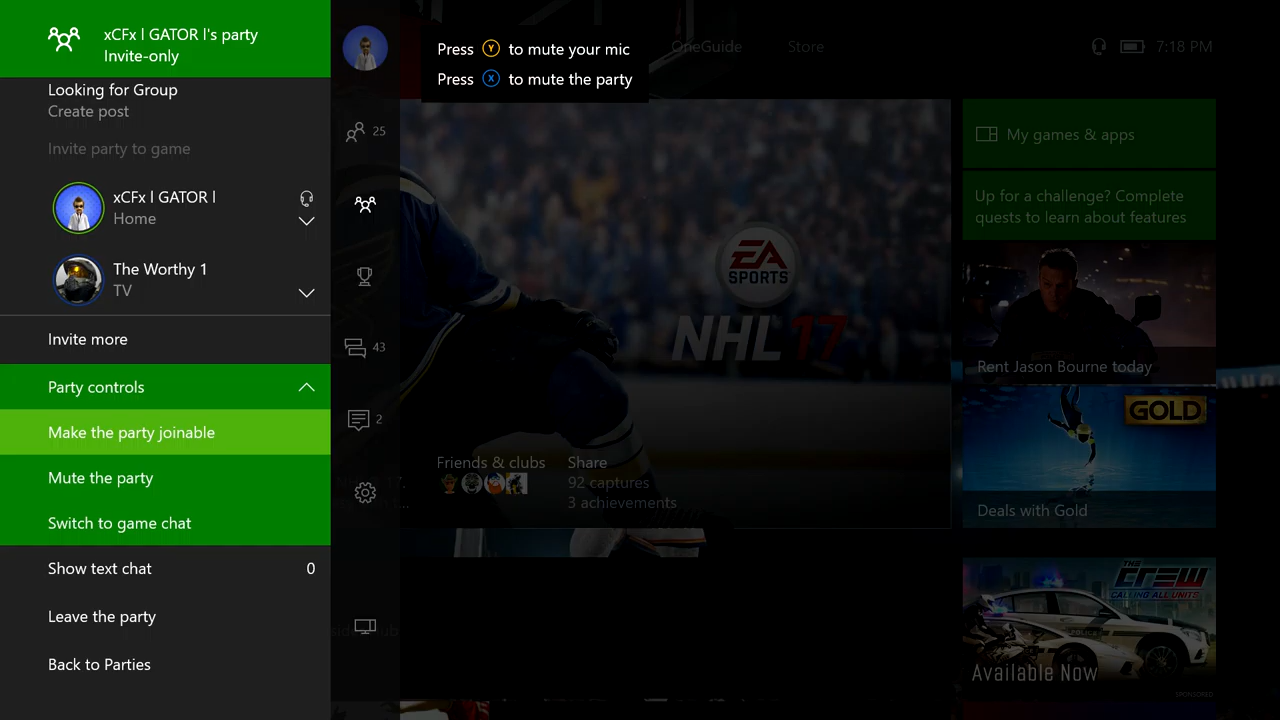 xCFx l GATOR l's party
Invite-only
Looking for Group
Create post
Invite party to game
xCFx l GATOR l
Home
The Worthy 1
TV
Invite more
Party controls
Make the party joinable
Mute the party
Switch to game chat
Show text chat 0
Leave the party
Back to Parties
25
43
2
Press Y to mute your mic
Press X to mute the party
OneGuide
Store
7:18 PM
EA
SPORTS
NHL 17
Friends & clubs
Share
92 captures
3 achievements
My games & apps
Up for a challenge? Complete
quests to learn about features
Rent Jason Bourne today
GOLD
Deals with Gold
THE
CREW
CALLING ALL UNITS
POLICE
Available Now
SPONSORED